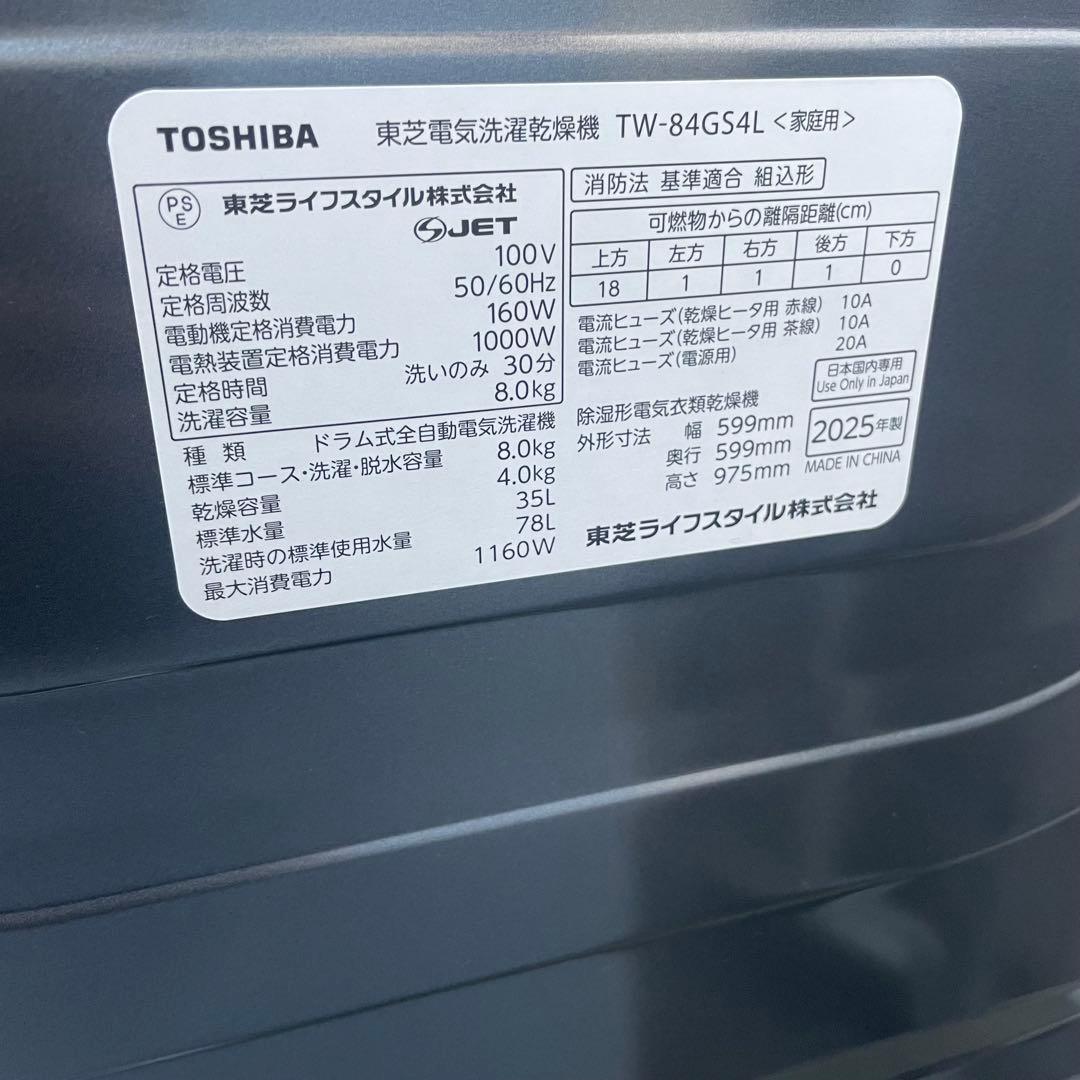 TOSHIBA 東芝電気洗濯乾燥機 TW-84GS4L <家庭用>
PS E 東芝ライフスタイル株式会社
SJET
定格電圧 100V
定格周波数 50/60Hz
電動機定格消費電力 160W
電熱装置定格消費電力 1000W
定格時間 洗いのみ 30分
洗濯容量 8.0kg
種類 ドラム式全自動電気洗濯機
標準コース・洗濯・脱水容量 8.0kg
乾燥容量 4.0kg
標準水量 35L
洗濯時の標準使用水量 78L
最大消費電力 1160W
消防法 基準適合 組込形
可燃物からの離隔距離(cm)
上方 左方 右方 後方 下方
18 1 1 1 0
電流ヒューズ(乾燥ヒータ用 赤線) 10A
電流ヒューズ(乾燥ヒータ用 茶線) 10A
電流ヒューズ(電源用) 20A
日本国内専用
Use Only in Japan
除湿形電気衣類乾燥機
外形寸法 幅 599mm
奥行 599mm
高さ 975mm
2025年製
MADE IN CHINA
東芝ライフスタイル株式会社